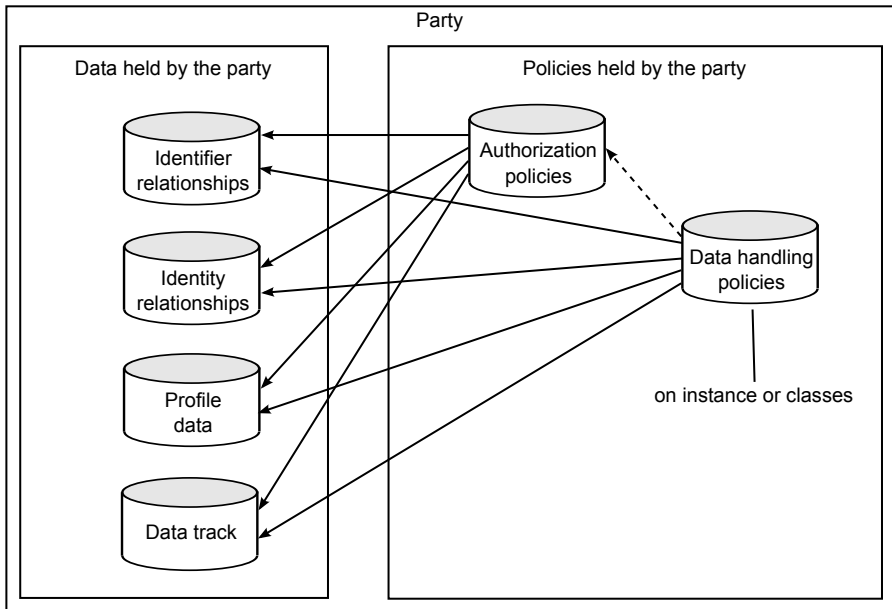 Party
Data held by the party
Policies held by the party
Identifier
relationships
Authorization
policies
Identity
relationships
Data handling
policies
Profile
data
on instance or classes
Data track